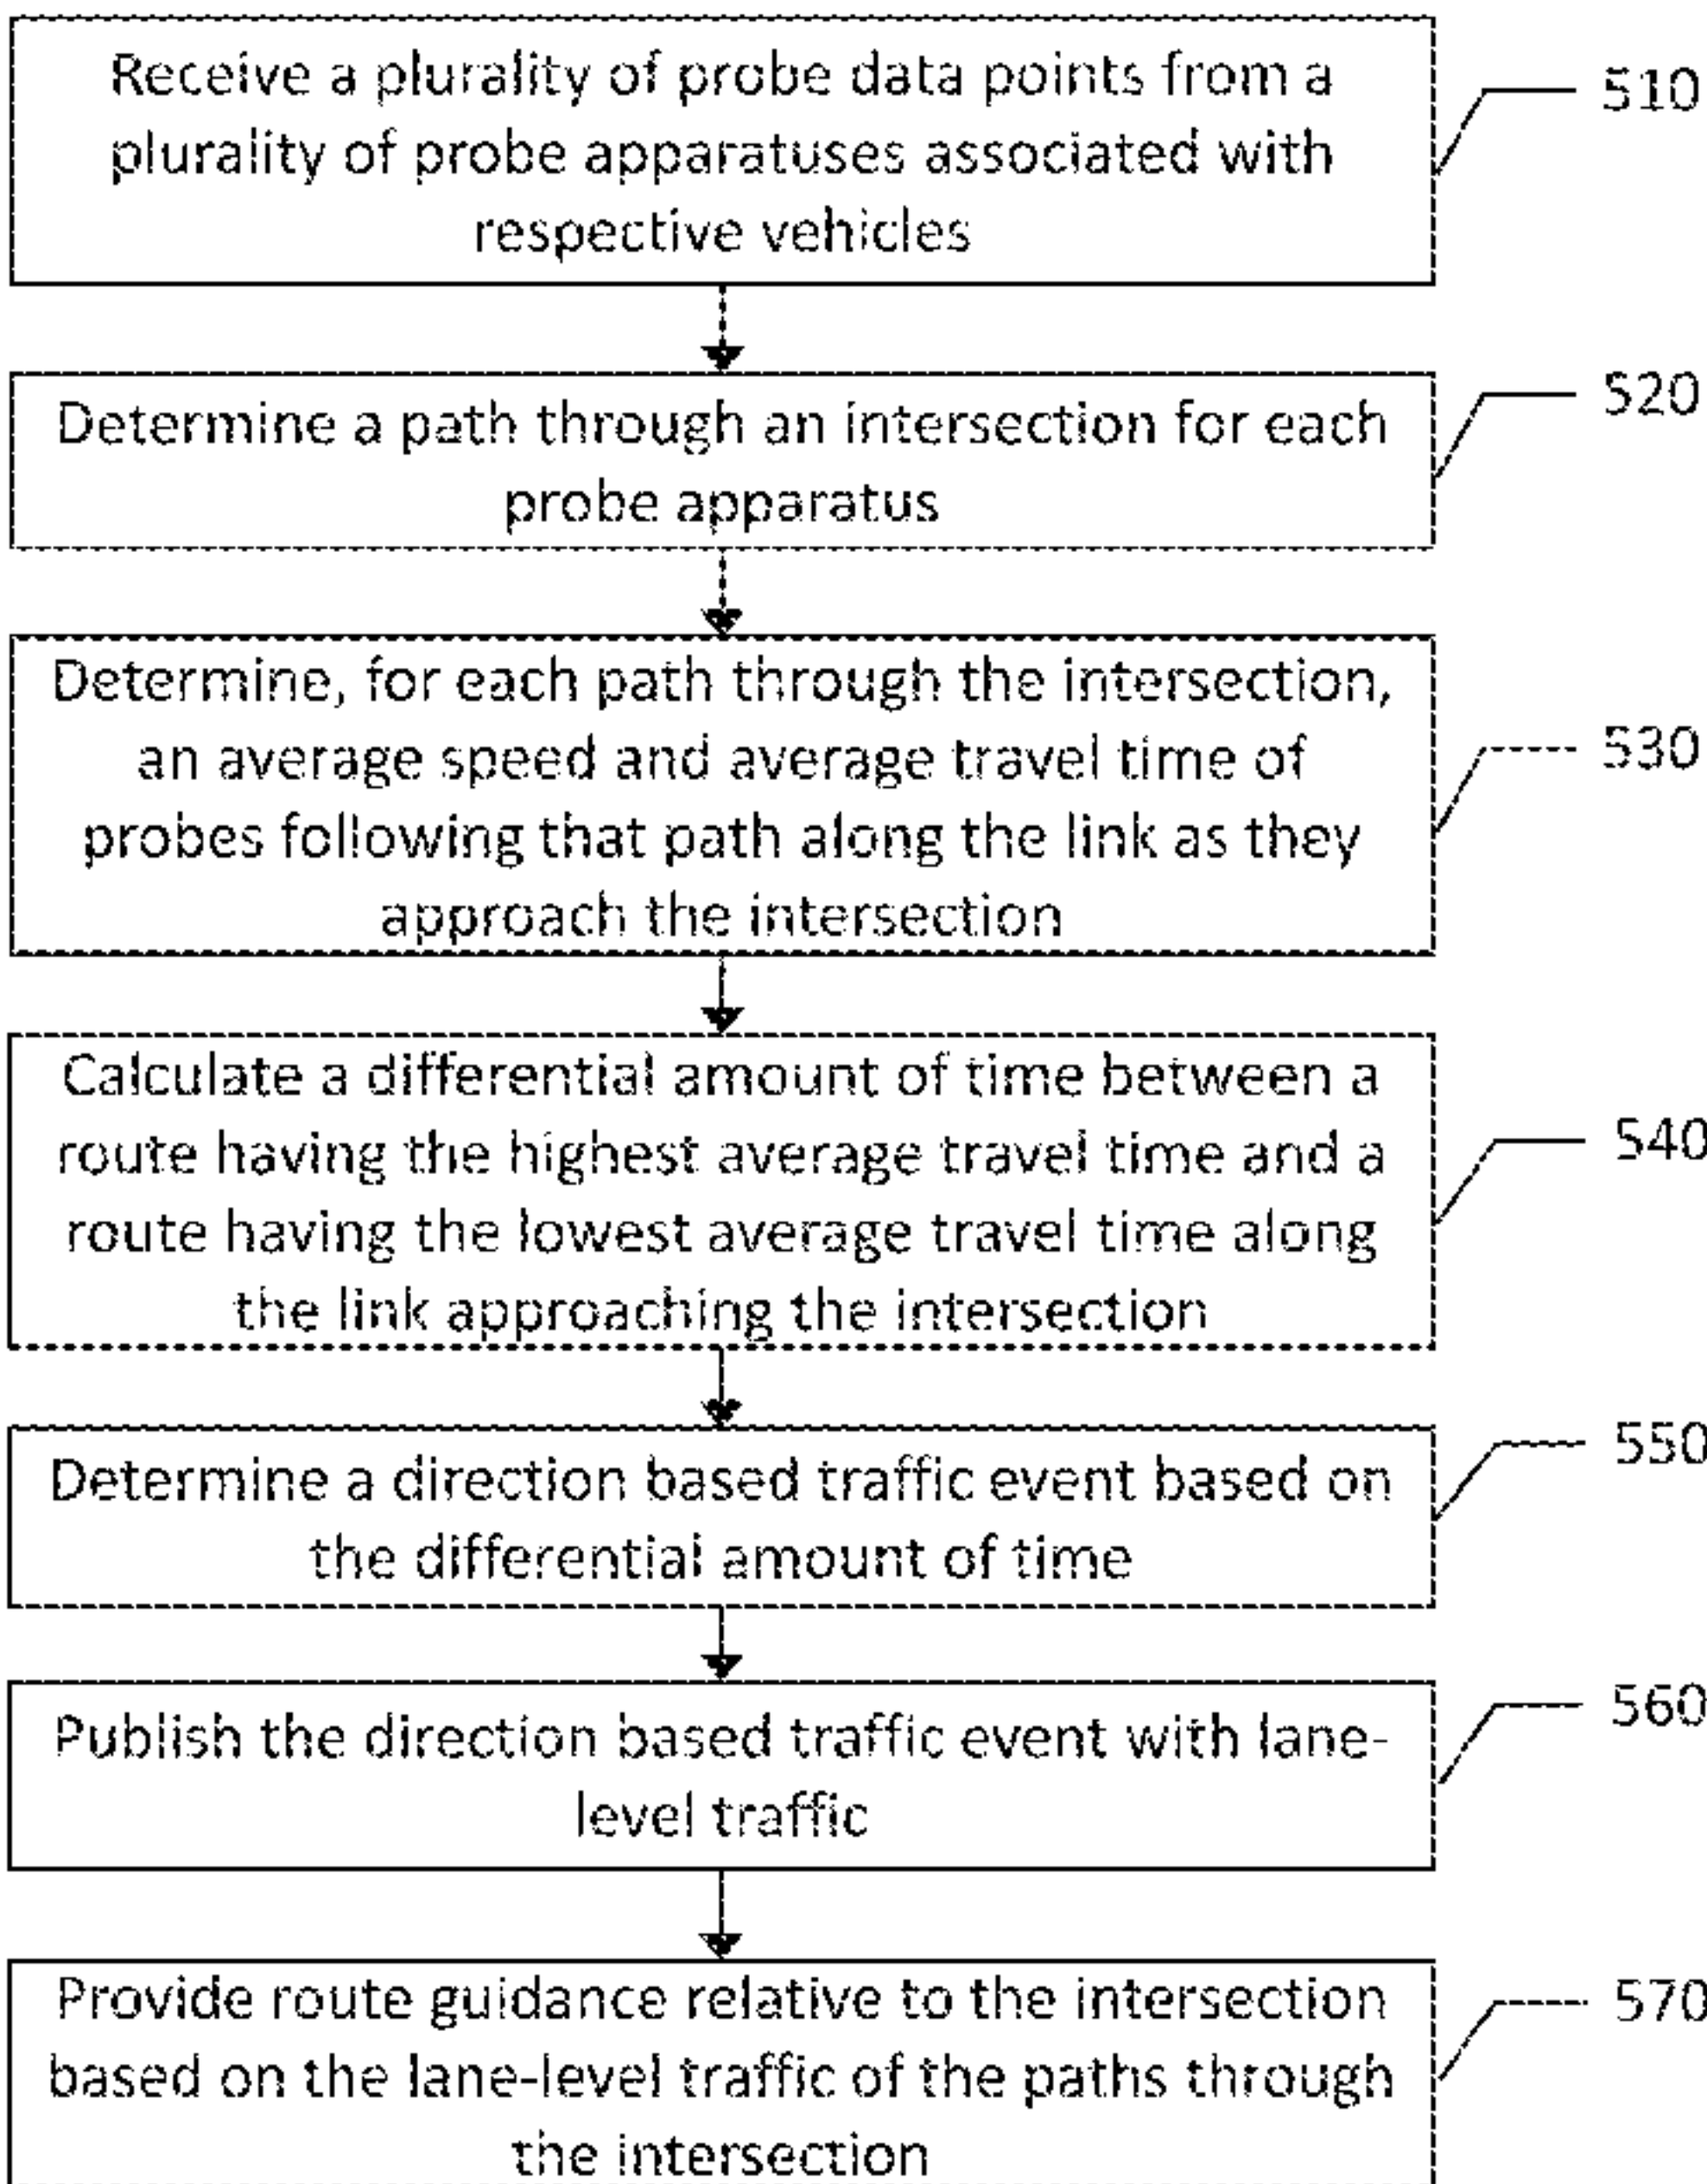 Receive a plurality of probe data points from a
plurality of probe apparatuses associated with
respective vehicles
510
Determine a path through an intersection for each
probe apparatus
520
Determine, for each path through the intersection,
an average speed and average travel time of
probes following that path along the link as they
approach the intersection
530
Calculate a differential amount of time between a
route having the highest average travel time and a
route having the lowest average travel time along
the link approaching the intersection
540
Determine a direction based traffic event based on
the differential amount of time
550
Publish the direction based traffic event with lane-
level traffic
560
Provide route guidance relative to the intersection
based on the lane-level traffic of the paths through
the intersection
570